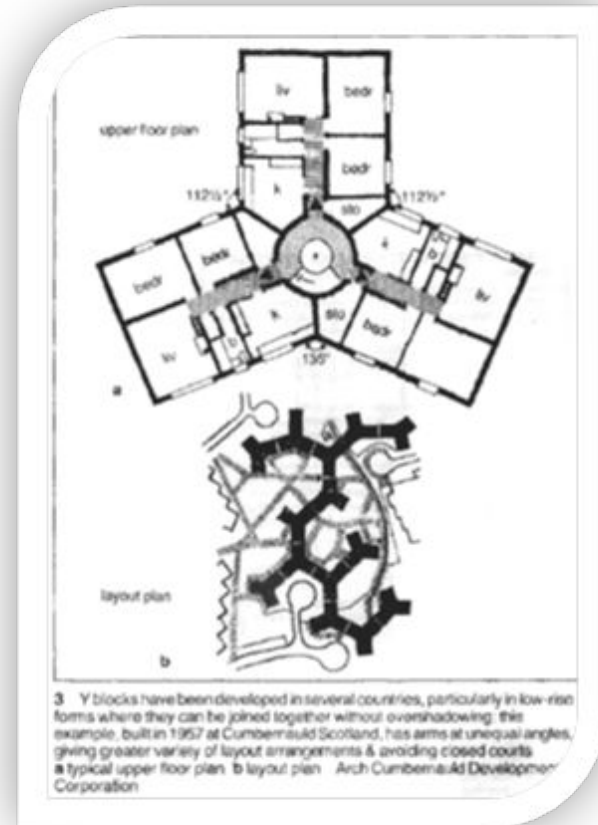 upper floor plan
liv
bedr
bedr
k
sto
112½°
112½°
bedr
bedr
k
b
liv
liv
b
k
sto
bedr
135°
a
layout plan
b
3 Y blocks have been developed in several countries, particularly in low-rise
forms where they can be joined together without overshadowing: this
example, built in 1957 at Cumbernauld Scotland, has arms at unequal angles,
giving greater variety of layout arrangements & avoiding closed courts
a typical upper floor plan b layout plan Arch Cumbernauld Development
Corporation